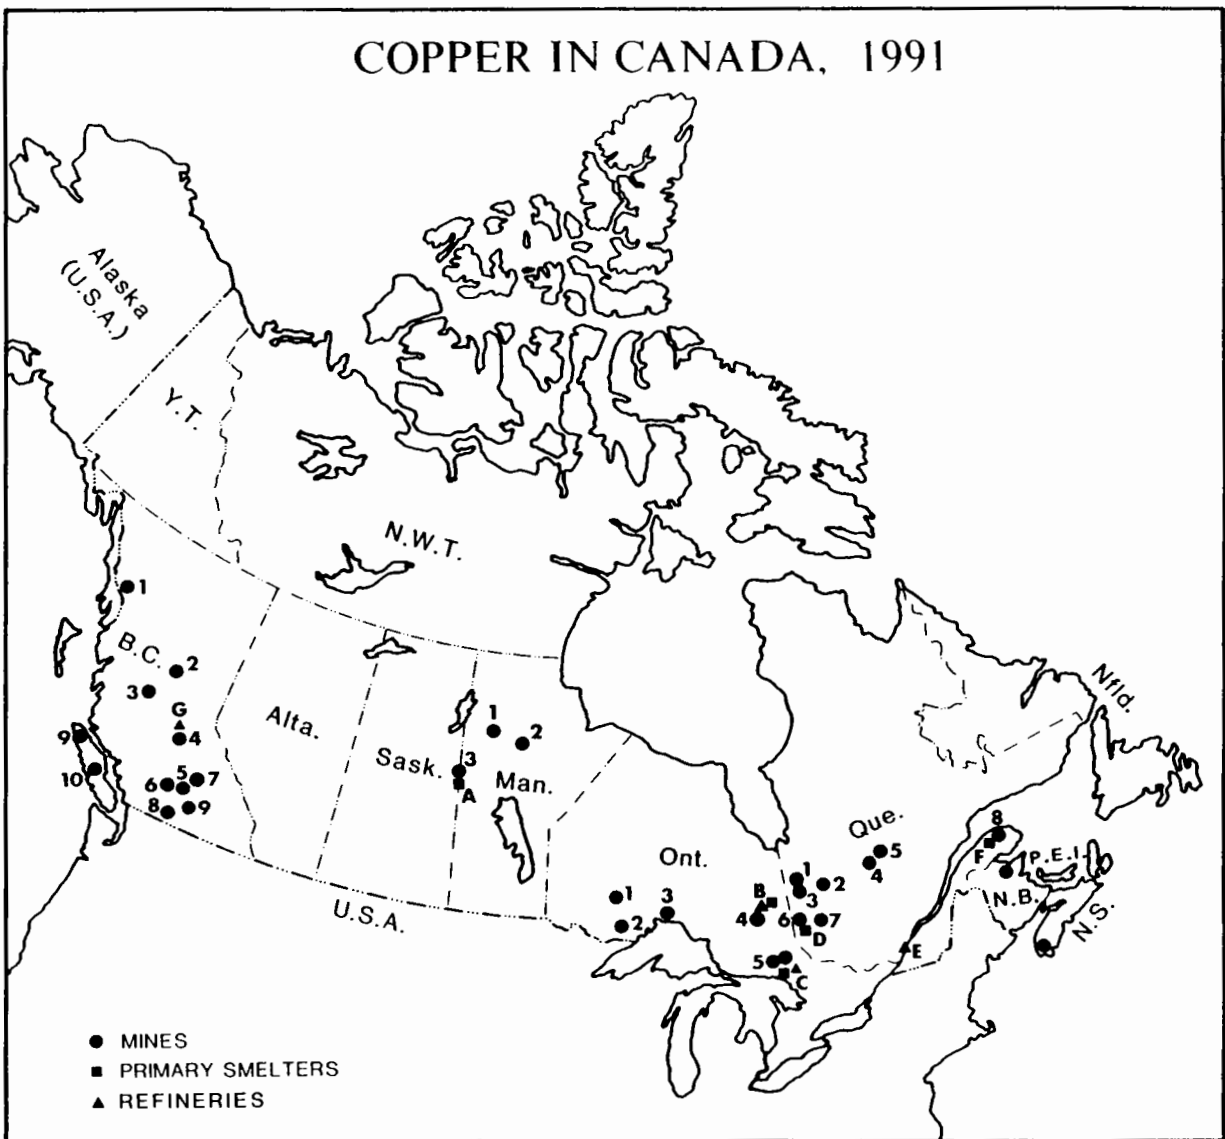 COPPER IN CANADA, 1991
Alaska
(U.S.A.)
Y.T.
N.W.T.
1
B.C.
2
3
G
4
9
10
6
5
7
8
9
Alta.
Sask.
1
2
3
A
Man.
Nfld.
Ont.
Que.
1
2
3
B
4
5
C
1
2
3
5
4
6
7
D
8
F
E
P.E.I.
N.B.
N.S.
U.S.A.
MINES
PRIMARY SMELTERS
REFINERIES